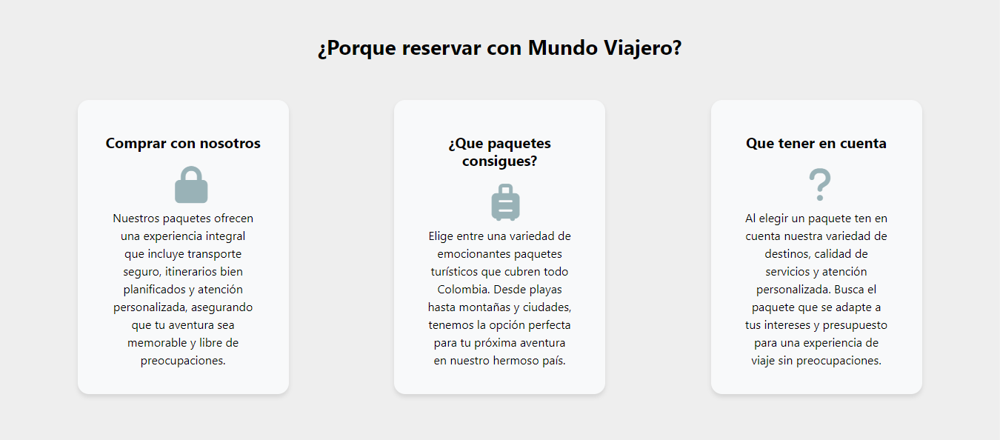 ¿Porque reservar con Mundo Viajero?
Comprar con nosotros
Nuestros paquetes ofrecen
una experiencia integral
que incluye transporte
seguro, itinerarios bien
planificados y atención
personalizada, asegurando
que tu aventura sea
memorable y libre de
preocupaciones.
¿Que paquetes
consigues?
Elige entre una variedad de
emocionantes paquetes
turísticos que cubren todo
Colombia. Desde playas
hasta montañas y ciudades,
tenemos la opción perfecta
para tu próxima aventura
en nuestro hermoso país.
Que tener en cuenta
Al elegir un paquete ten en
cuenta nuestra variedad de
destinos, calidad de
servicios y atención
personalizada. Busca el
paquete que se adapte a
tus intereses y presupuesto
para una experiencia de
viaje sin preocupaciones.